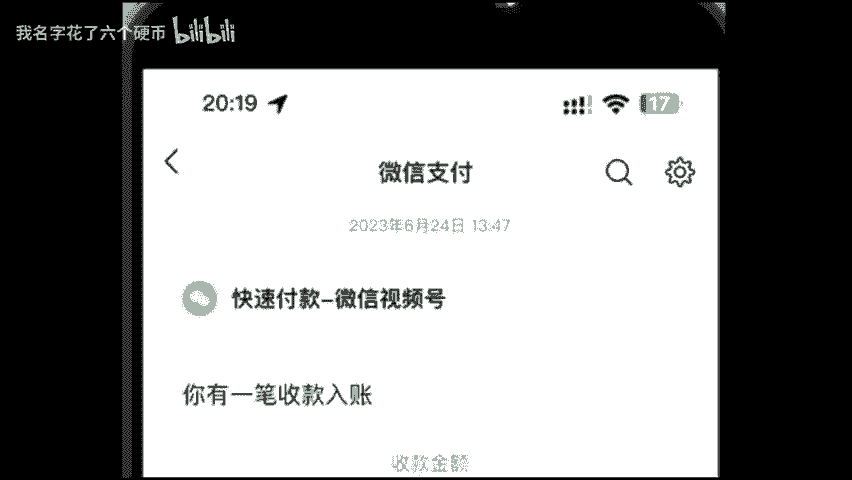 我名字花了六个硬币 bilibili
20:19
17
微信支付
2023年6月24日 13:47
快速付款-微信视频号
你有一笔收款入账
收款金额